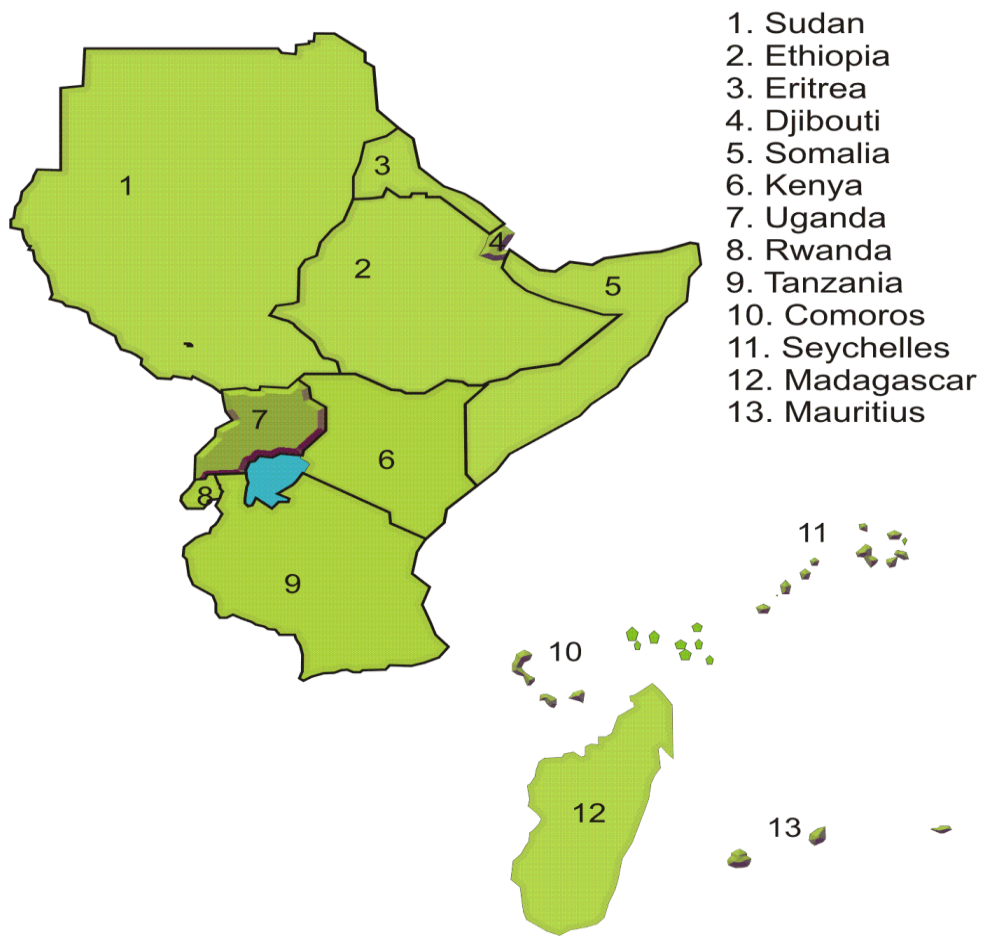 1. Sudan
2. Ethiopia
3. Eritrea
4. Djibouti
5. Somalia
6. Kenya
7. Uganda
8. Rwanda
9. Tanzania
10. Comoros
11. Seychelles
12. Madagascar
13. Mauritius
1
3
4
2
5
7
6
8
11
9
10
12
13